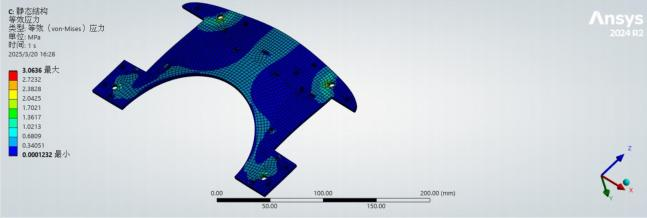 C: 静态结构
等效应力
类型: 等效（von-Mises）应力
单位: MPa
时间: 1 s
2025/3/20 16:28
3.0636 最大
2.7232
2.3828
2.0425
1.7021
1.3617
1.0213
0.6809
0.34051
0.0001232 最小
Ansys
2024 R2
0.00
100.00
200.00 (mm)
50.00
150.00
Z
X
Y